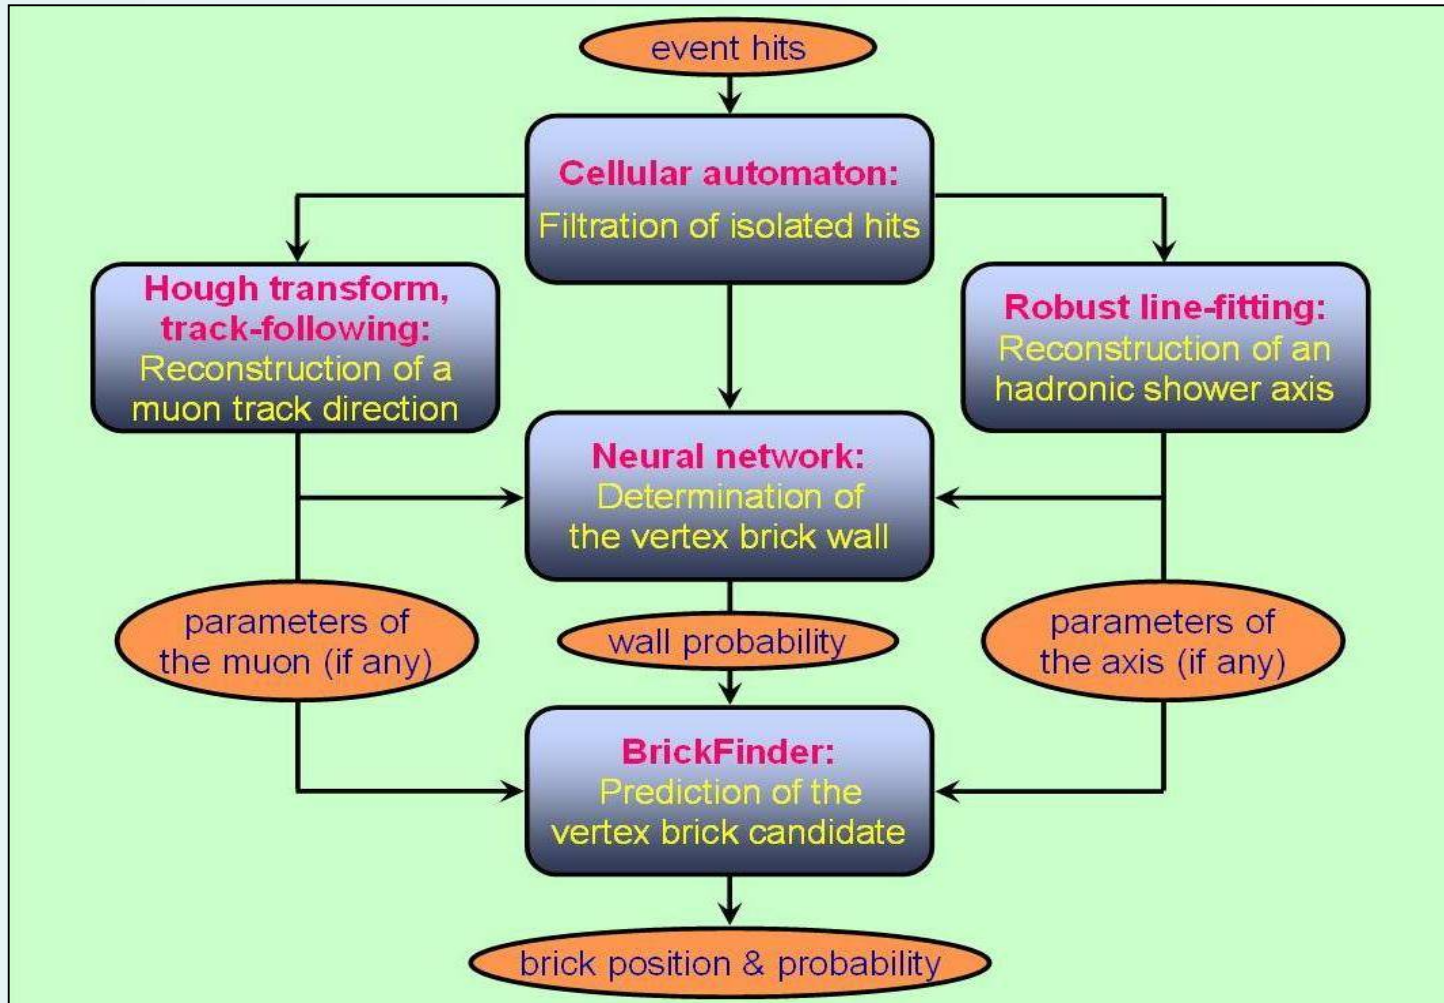 event hits
Cellular automaton:
Filtration of isolated hits
Hough transform,
track-following:
Reconstruction of a
muon track direction
Robust line-fitting:
Reconstruction of an
hadronic shower axis
Neural network:
Determination of
the vertex brick wall
parameters of
the muon (if any)
wall probability
parameters of
the axis (if any)
BrickFinder:
Prediction of the
vertex brick candidate
brick position & probability